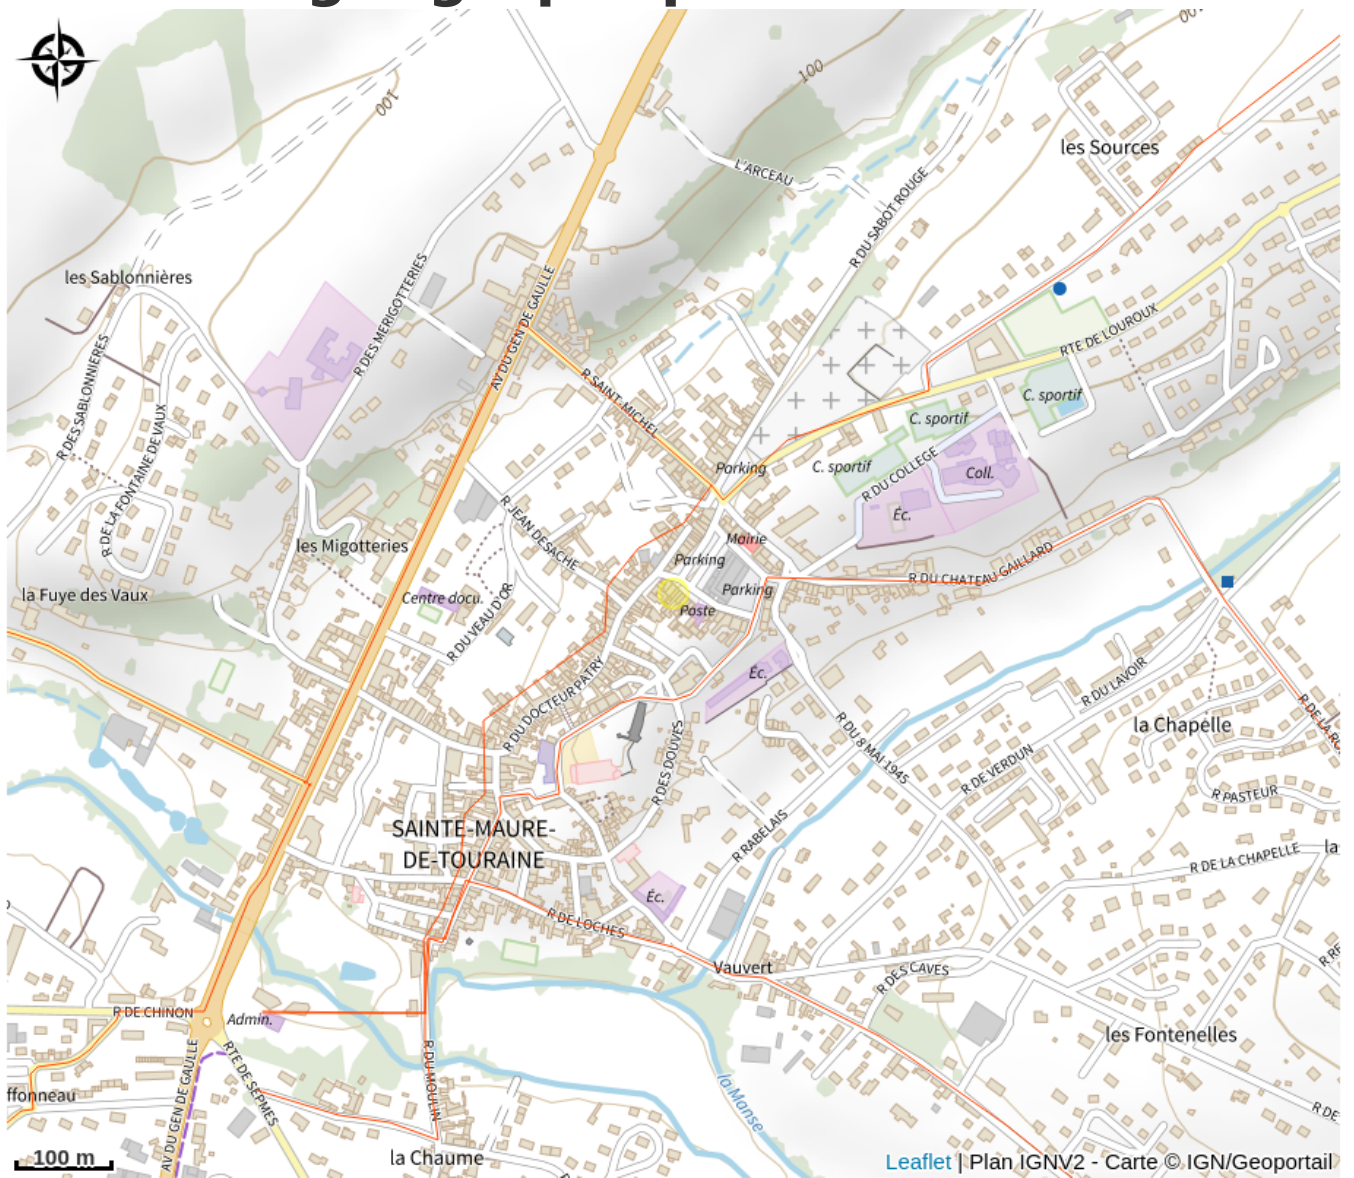 100
100
100
les Sources
L'ARCEAU
R DU SABOT ROUGE
les Sablonnières
R DES MERIGOTTERIES
AV DU GEN DE GAULLE
RTE DE LOUROUX
R DES SABLONNIERES
R SAINT-MICHEL
C. sportif
C. sportif
C. sportif
R DE LA FONTAINE DE VAUX
Parking
R DU COLLEGE
Coll.
Éc.
R JEAN DESACHE
les Migotteries
Mairie
Parking
Parking
R DU CHATEAU GAILLARD
la Fuye des Vaux
Centre docu.
Poste
R DU VEAU D'OR
Éc.
R DU LAVOIR
R DU DOCTEUR PATRY
R DES DOUVES
R DU 8 MAI 1945
la Chapelle
R DE VERDUN
R PASTEUR
SAINTE-MAURE-
DE-TOURAINE
R RABELAIS
R DE LA CHAPELLE
la
Éc.
R DE LOCHES
Vauvert
R DES CAVES
R DE CHINON
Admin.
les Fontenelles
RTE DE SEPMES
AV DU GEN DE GAULLE
R DU MOULIN
ffonneau
la Manse
R DE
100 m
la Chaume
Leaflet | Plan IGNV2 - Carte © IGN/Geoportail